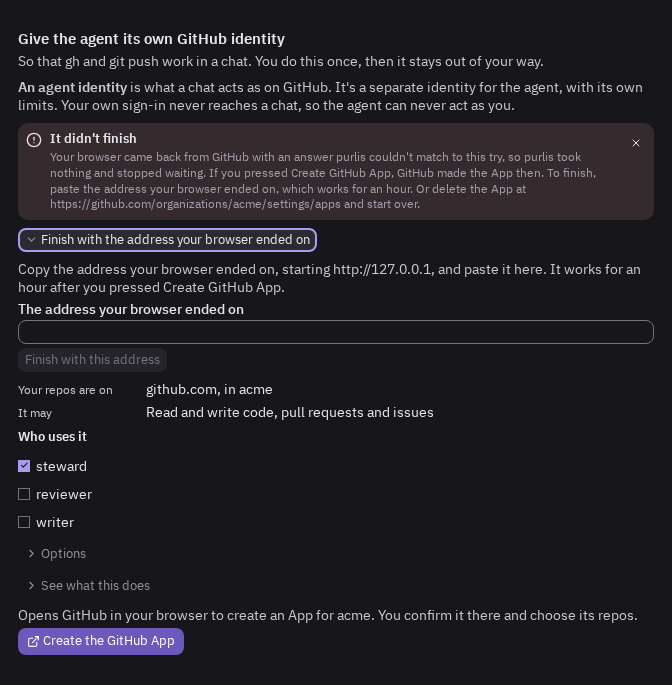 Give the agent its own GitHub identity
So that gh and git push work in a chat. You do this once, then it stays out of your way.
An agent identity is what a chat acts as on GitHub. It's a separate identity for the agent, with its own
limits. Your own sign-in never reaches a chat, so the agent can never act as you.
It didn't finish
Your browser came back from GitHub with an answer purlis couldn't match to this try, so purlis took
nothing and stopped waiting. If you pressed Create GitHub App, GitHub made the App then. To finish,
paste the address your browser ended on, which works for an hour. Or delete the App at
https://github.com/organizations/acme/settings/apps and start over.
Finish with the address your browser ended on
Copy the address your browser ended on, starting http://127.0.0.1, and paste it here. It works for an
hour after you pressed Create GitHub App.
The address your browser ended on
Finish with this address
Your repos are on github.com, in acme
It may Read and write code, pull requests and issues
Who uses it
steward
reviewer
writer
Options
See what this does
Opens GitHub in your browser to create an App for acme. You confirm it there and choose its repos.
Create the GitHub App